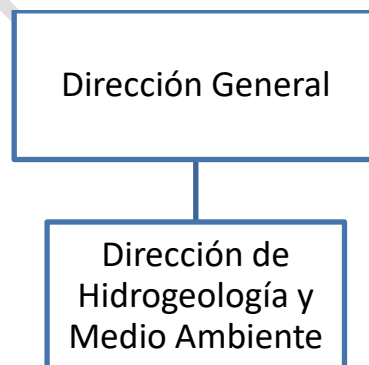 Dirección General
Dirección de
Hidrogeología y
Medio Ambiente